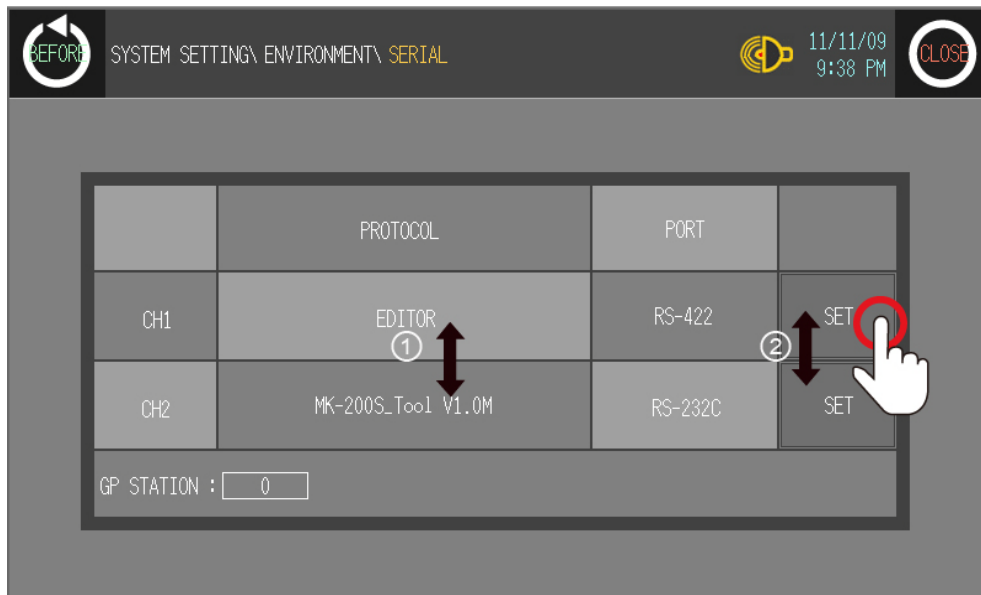 BEFORE SYSTEM SETTING\ ENVIRONMENT\ SERIAL 11/11/09 CLOSE
9:38 PM
PROTOCOL PORT
CH1 EDITOR RS-422 SET
① ②
CH2 MK-200S_Tool V1.0M RS-232C SET
GP STATION : 0